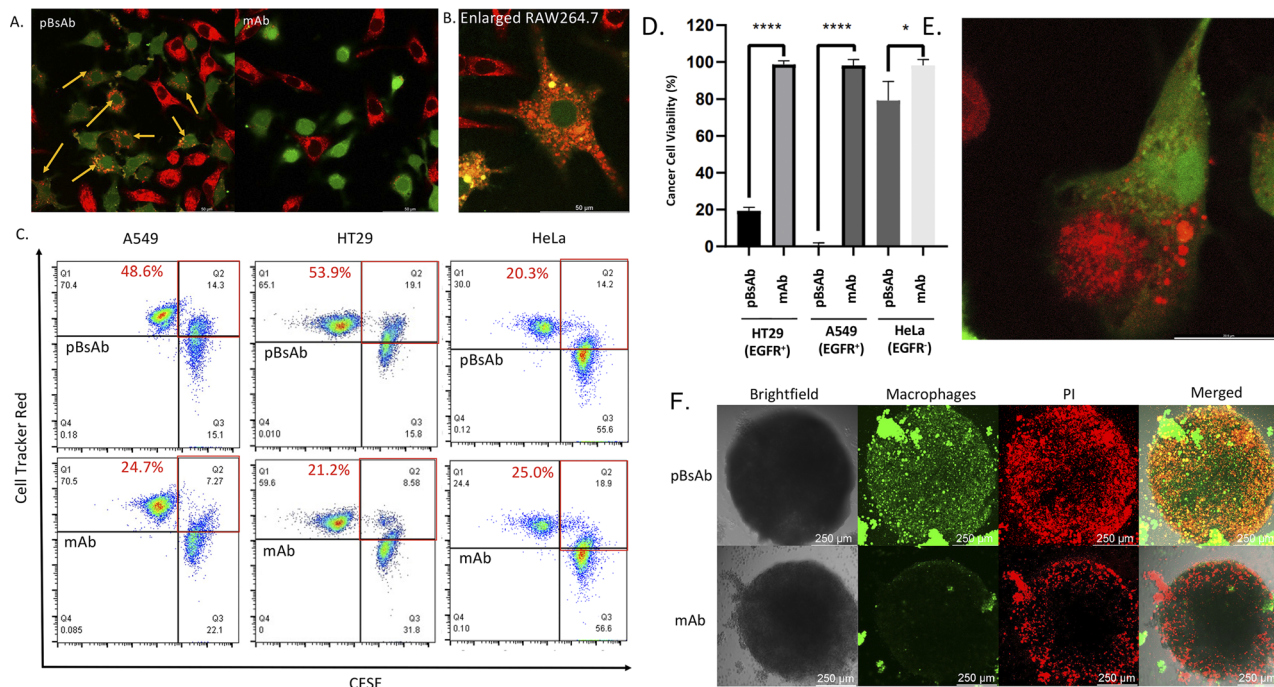 A.
pBsAb
mAb
50 μm
B. Enlarged RAW264.7
50 μm
C.
A549
HT29
HeLa
Cell Tracker Red
Q1
70.4
48.6%
Q2
14.3
pBsAb
Q4
0.18
Q3
15.1
Q1
65.1
53.9%
Q2
19.1
pBsAb
Q4
0.010
Q3
15.8
Q1
30.0
20.3%
Q2
14.2
pBsAb
Q4
0.12
Q3
55.6
Q1
70.5
24.7%
Q2
7.27
mAb
Q4
0.085
Q3
22.1
Q1
59.6
21.2%
Q2
8.58
mAb
Q4
0
Q3
31.8
Q1
24.4
25.0%
Q2
18.9
mAb
Q4
0.10
Q3
56.6
CFSE
D.
Cancer Cell Viability (%)
120
100
80
60
40
20
0
****
****
*
pBsAb
mAb
pBsAb
mAb
pBsAb
mAb
HT29
(EGFR⁺)
A549
(EGFR⁺)
HeLa
(EGFR⁻)
E.
F.
Brightfield
Macrophages
PI
Merged
pBsAb
250 μm
250 μm
250 μm
250 μm
mAb
250 μm
250 μm
250 μm
250 μm